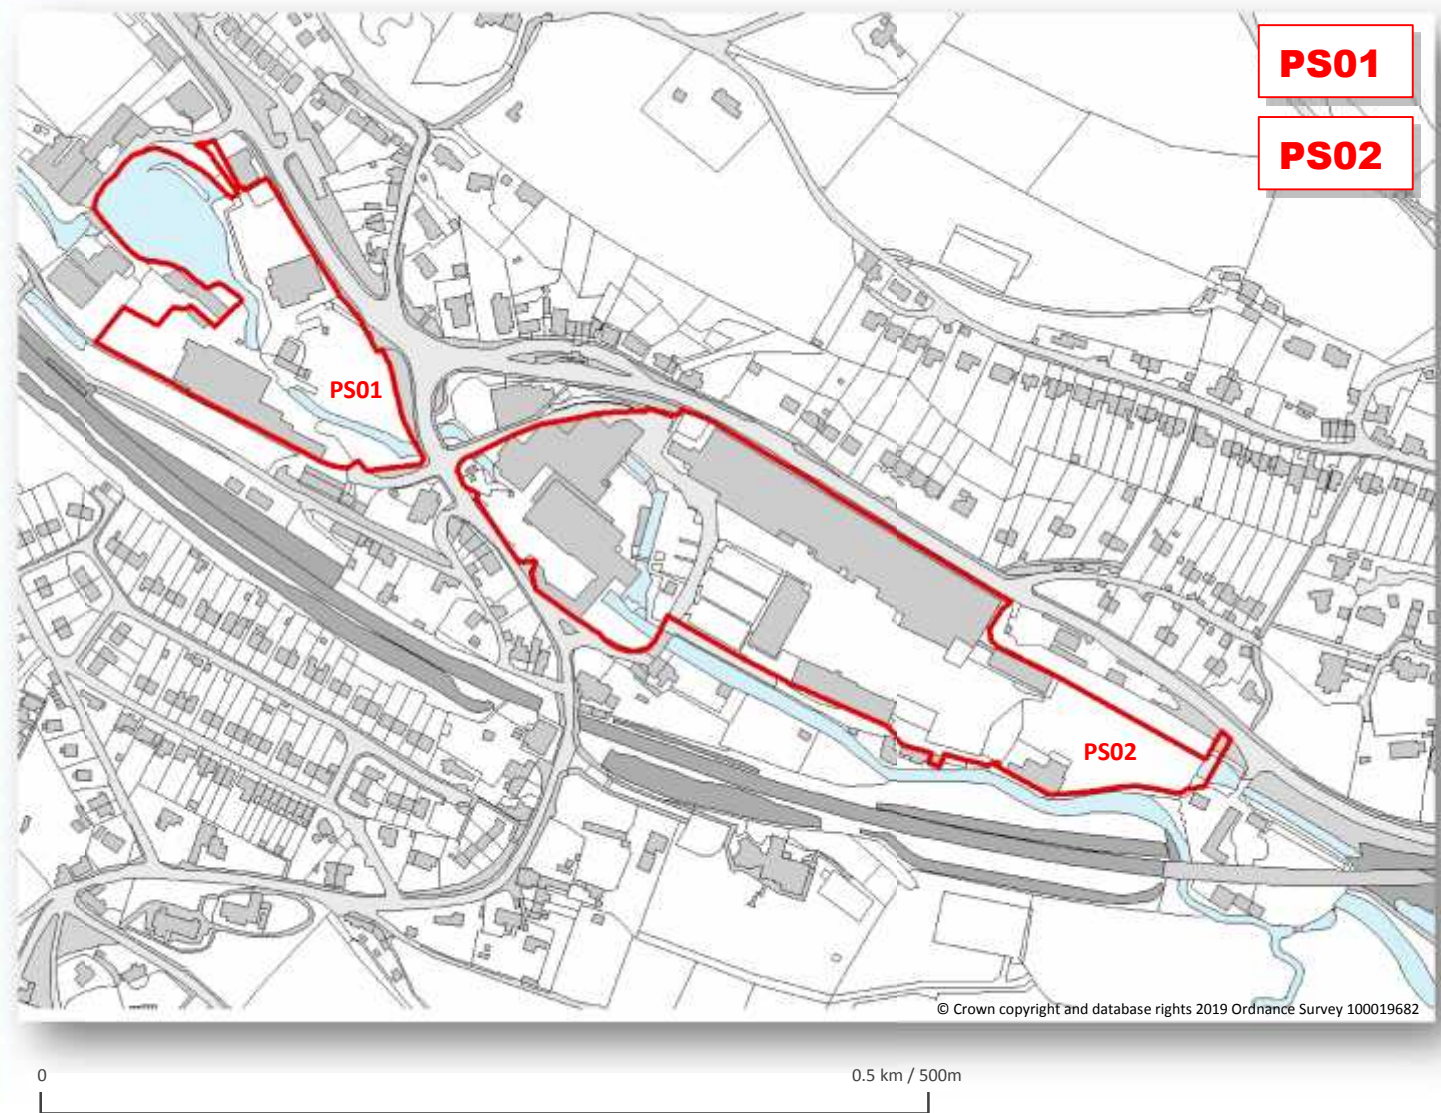 PS01
PS02
PS01
PS02
© Crown copyright and database rights 2019 Ordnance Survey 100019682
0
0.5 km / 500m